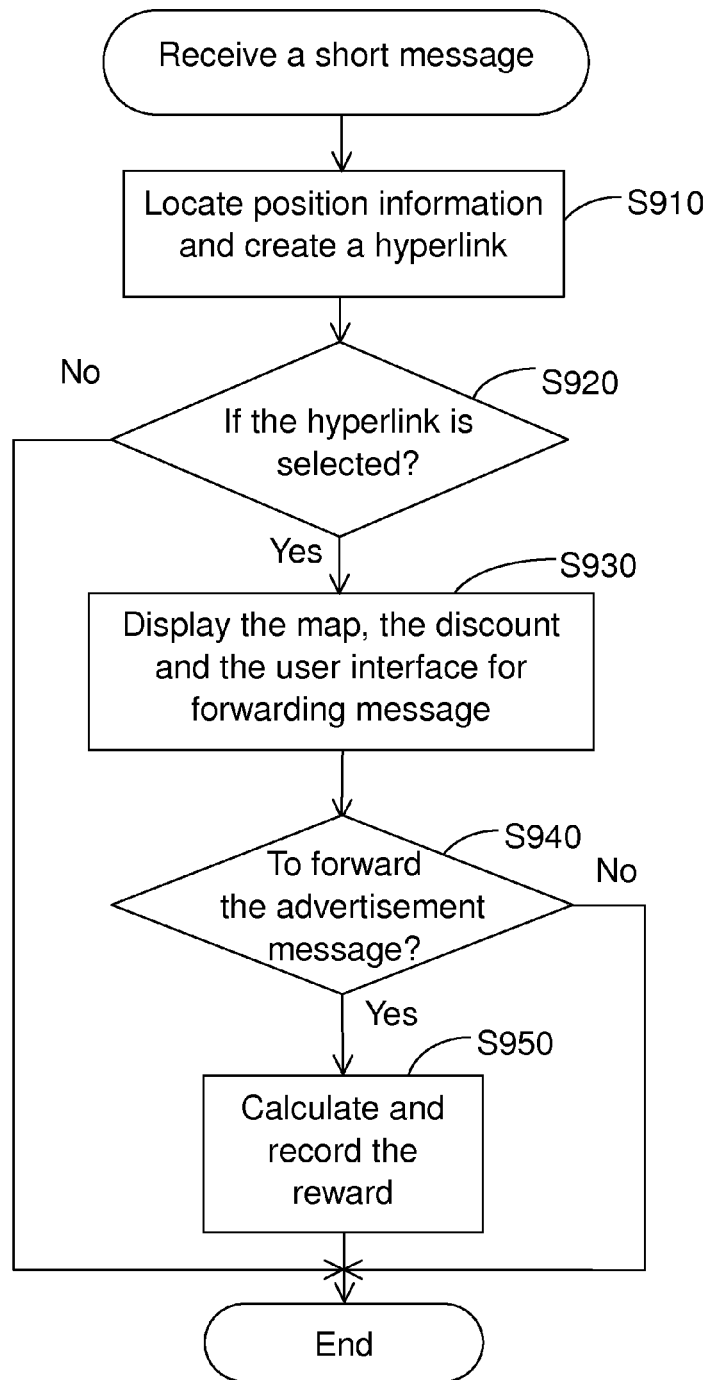 Receive a short message
Locate position information
and create a hyperlink
S910
No
S920
If the hyperlink is
selected?
Yes
S930
Display the map, the discount
and the user interface for
forwarding message
S940
To forward
the advertisement
message?
No
Yes
S950
Calculate and
record the
reward
End